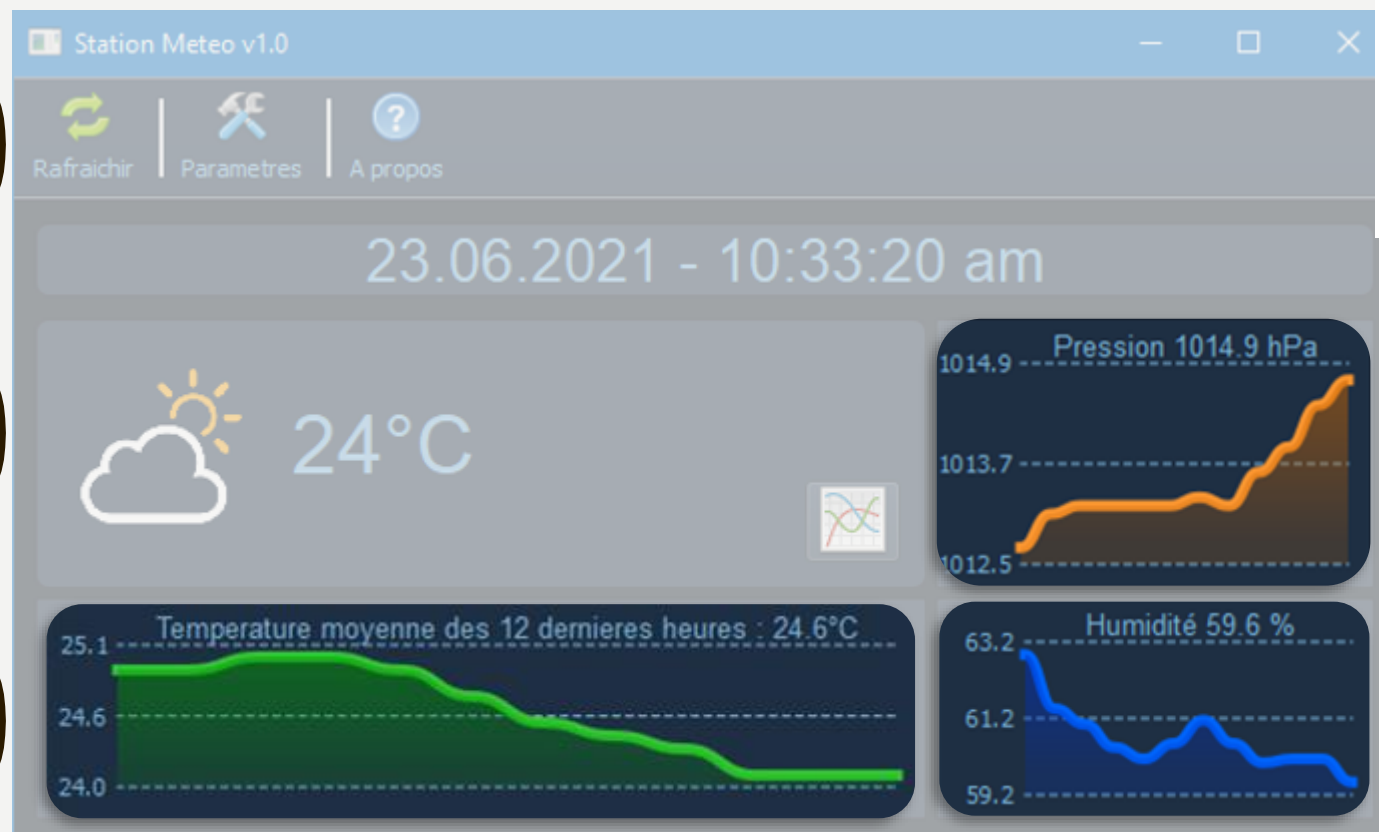 Station Meteo v1.0
Rafraichir
Parametres
A propos
?
23.06.2021 - 10:33:20 am
24°C
Pression 1014.9 hPa
1014.9
1013.7
1012.5
Temperature moyenne des 12 dernieres heures : 24.6°C
25.1
24.6
24.0
Humidité 59.6 %
63.2
61.2
59.2